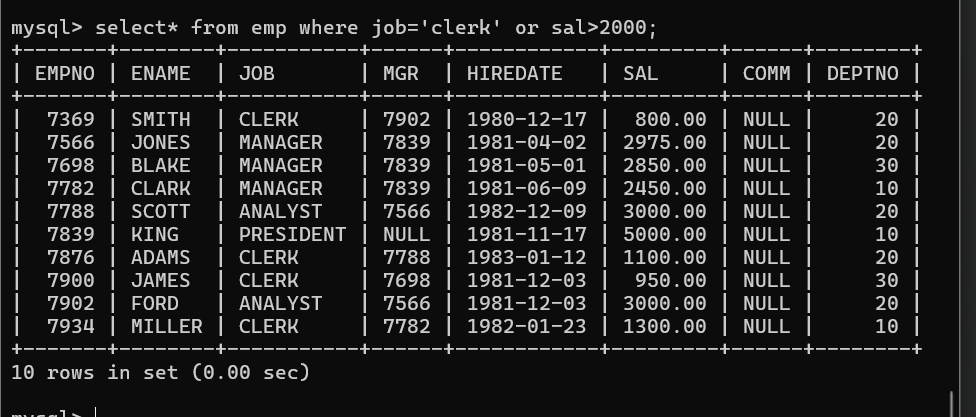 mysql> select* from emp where job='clerk' or sal>2000;
+-------+--------+-----------+------+------------+---------+------+--------+
| EMPNO | ENAME  | JOB       | MGR  | HIREDATE   | SAL     | COMM | DEPTNO |
+-------+--------+-----------+------+------------+---------+------+--------+
|  7369 | SMITH  | CLERK     | 7902 | 1980-12-17 |  800.00 | NULL |     20 |
|  7566 | JONES  | MANAGER   | 7839 | 1981-04-02 | 2975.00 | NULL |     20 |
|  7698 | BLAKE  | MANAGER   | 7839 | 1981-05-01 | 2850.00 | NULL |     30 |
|  7782 | CLARK  | MANAGER   | 7839 | 1981-06-09 | 2450.00 | NULL |     10 |
|  7788 | SCOTT  | ANALYST   | 7566 | 1982-12-09 | 3000.00 | NULL |     20 |
|  7839 | KING   | PRESIDENT | NULL | 1981-11-17 | 5000.00 | NULL |     10 |
|  7876 | ADAMS  | CLERK     | 7788 | 1983-01-12 | 1100.00 | NULL |     20 |
|  7900 | JAMES  | CLERK     | 7698 | 1981-12-03 |  950.00 | NULL |     30 |
|  7902 | FORD   | ANALYST   | 7566 | 1981-12-03 | 3000.00 | NULL |     20 |
|  7934 | MILLER | CLERK     | 7782 | 1982-01-23 | 1300.00 | NULL |     10 |
+-------+--------+-----------+------+------------+---------+------+--------+
10 rows in set (0.00 sec)
mysql>